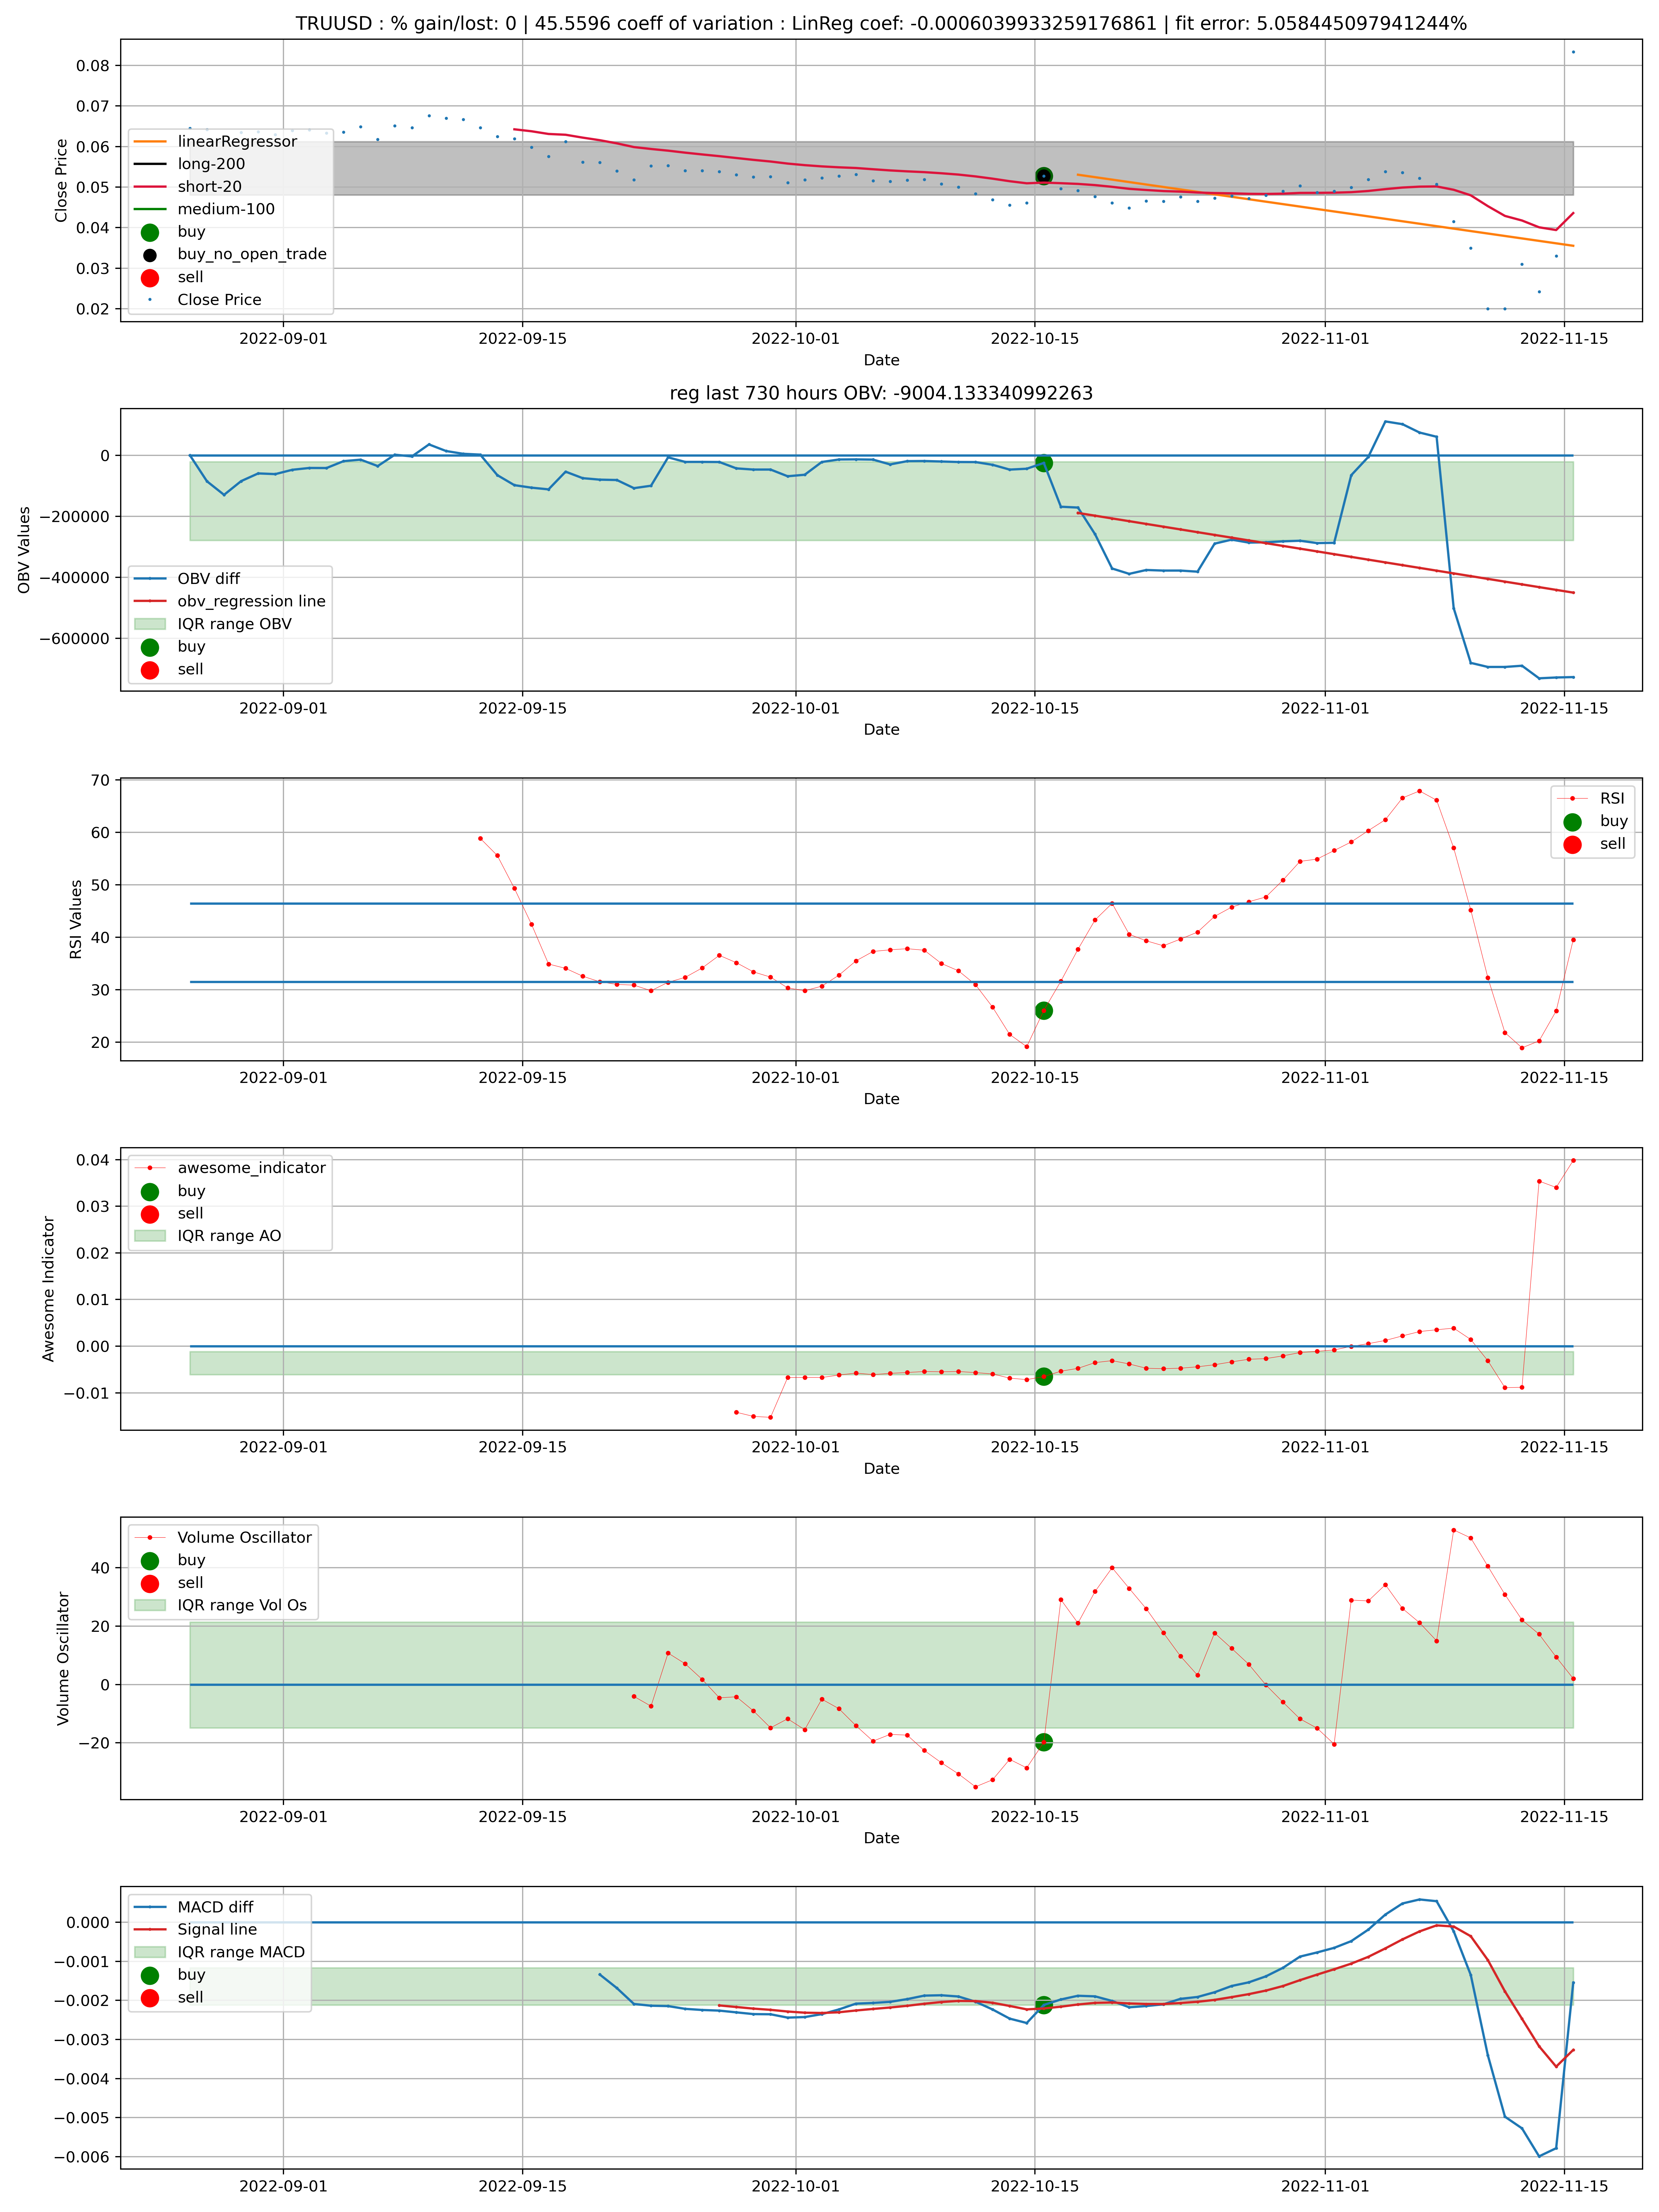 TRUUSD : % gain/lost: 0 | 45.5596 coeff of variation : LinReg coef: -0.0006039933259176861 | fit error: 5.058445097941244%
Close Price
0.08
0.07
0.06
0.05
0.04
0.03
0.02
linearRegressor
long-200
short-20
medium-100
buy
buy_no_open_trade
sell
Close Price
2022-09-01 2022-09-15 2022-10-01 2022-10-15 2022-11-01 2022-11-15
Date
reg last 730 hours OBV: -9004.133340992263
OBV Values
0
−200000
−400000
−600000
OBV diff
obv_regression line
IQR range OBV
buy
sell
2022-09-01 2022-09-15 2022-10-01 2022-10-15 2022-11-01 2022-11-15
Date
RSI Values
70
60
50
40
30
20
RSI
buy
sell
2022-09-01 2022-09-15 2022-10-01 2022-10-15 2022-11-01 2022-11-15
Date
Awesome Indicator
0.04
0.03
0.02
0.01
0.00
−0.01
awesome_indicator
buy
sell
IQR range AO
2022-09-01 2022-09-15 2022-10-01 2022-10-15 2022-11-01 2022-11-15
Date
Volume Oscillator
40
20
0
−20
Volume Oscillator
buy
sell
IQR range Vol Os
2022-09-01 2022-09-15 2022-10-01 2022-10-15 2022-11-01 2022-11-15
Date
0.000
−0.001
−0.002
−0.003
−0.004
−0.005
−0.006
MACD diff
Signal line
IQR range MACD
buy
sell
2022-09-01 2022-09-15 2022-10-01 2022-10-15 2022-11-01 2022-11-15